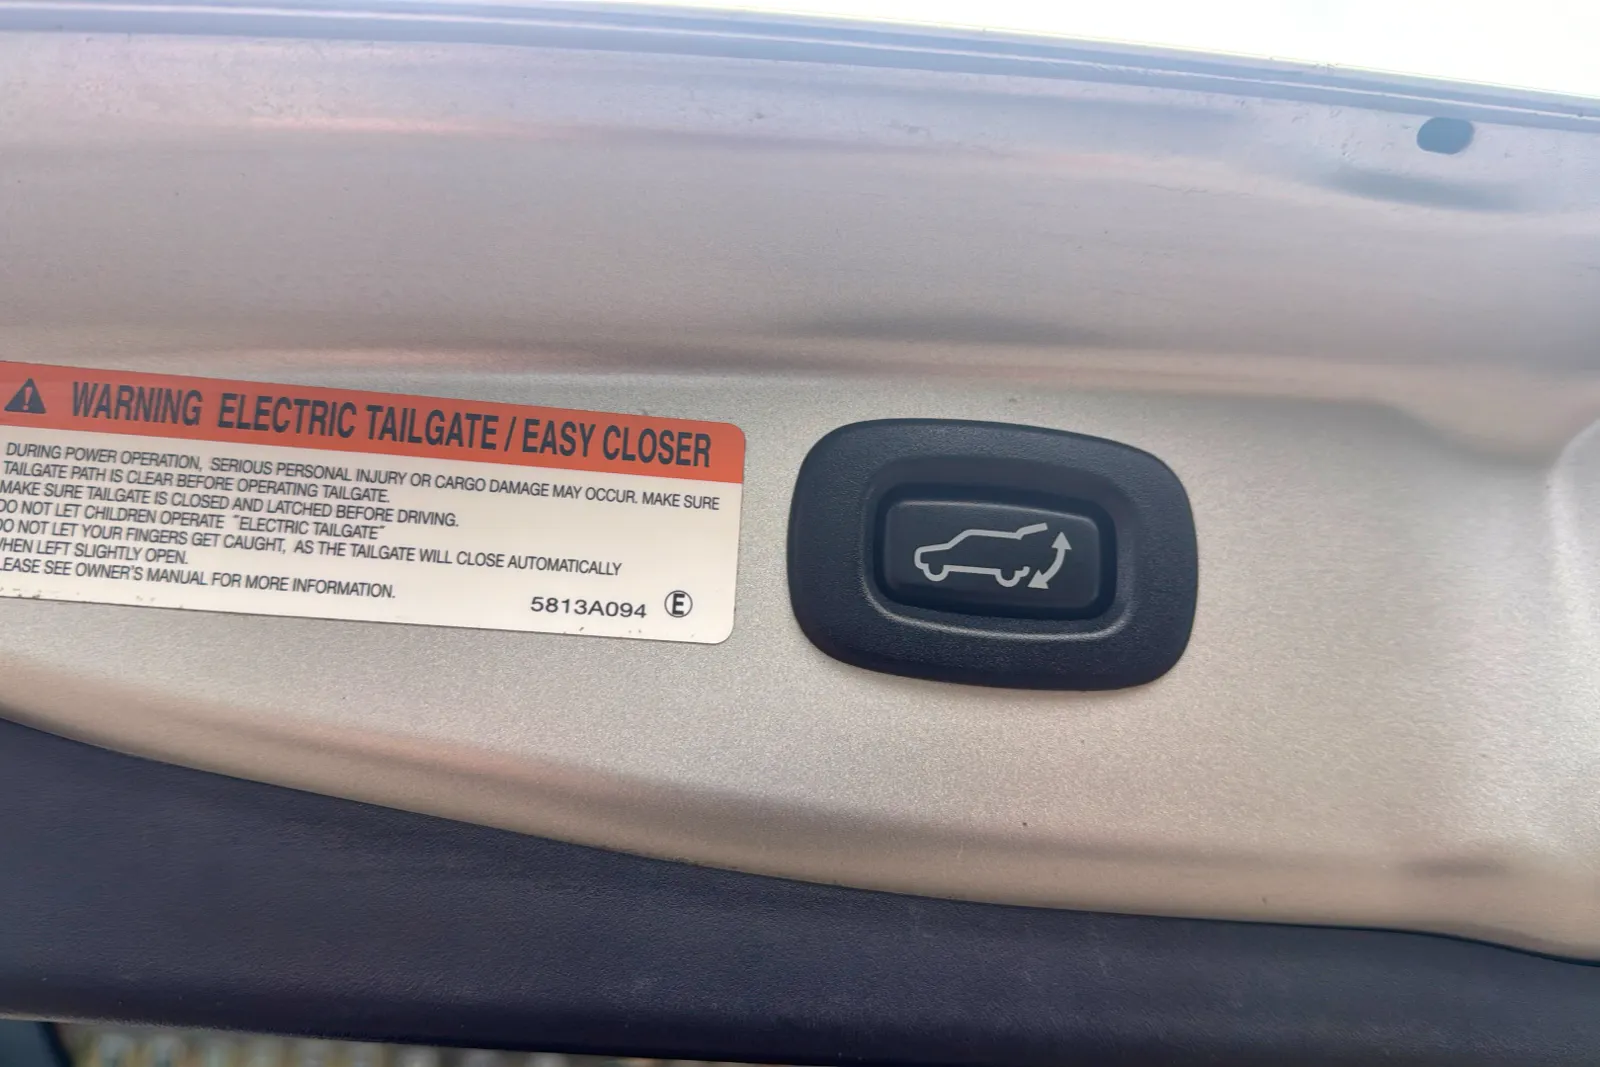 WARNING ELECTRIC TAILGATE / EASY CLOSER
DURING POWER OPERATION, SERIOUS PERSONAL INJURY OR CARGO DAMAGE MAY OCCUR. MAKE SURE
TAILGATE PATH IS CLEAR BEFORE OPERATING TAILGATE.
MAKE SURE TAILGATE IS CLOSED AND LATCHED BEFORE DRIVING.
DO NOT LET CHILDREN OPERATE "ELECTRIC TAILGATE"
DO NOT LET YOUR FINGERS GET CAUGHT, AS THE TAILGATE WILL CLOSE AUTOMATICALLY
HEN LEFT SLIGHTLY OPEN.
LEASE SEE OWNER'S MANUAL FOR MORE INFORMATION.
5813A094 Ⓔ